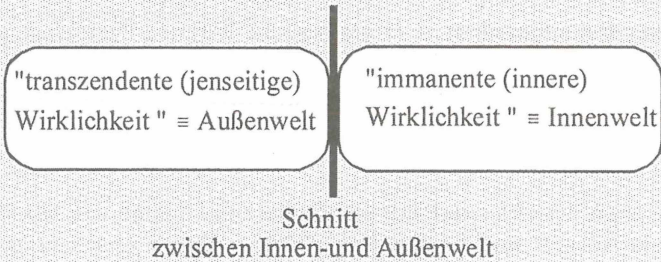 "transzendente (jenseitige)
Wirklichkeit " ≡ Außenwelt
"immanente (innere)
Wirklichkeit " ≡ Innenwelt
Schnitt
zwischen Innen-und Außenwelt